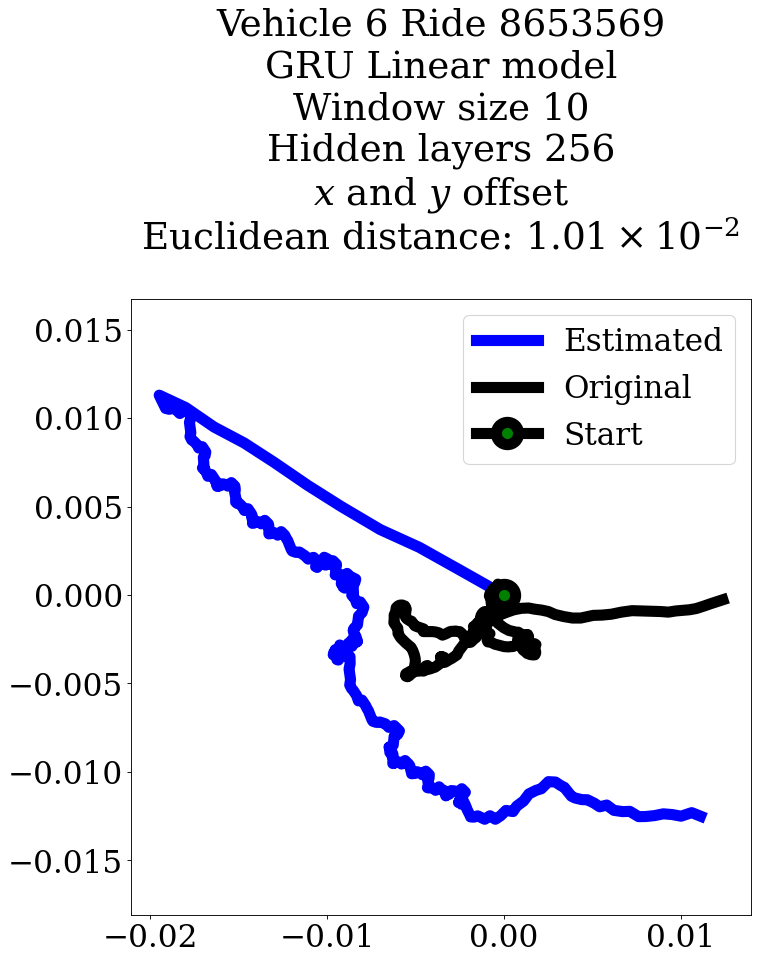 Vehicle 6 Ride 8653569
GRU Linear model
Window size 10
Hidden layers 256
x and y offset
Euclidean distance: 1.01 × 10⁻²
Estimated
Original
Start
0.015
0.010
0.005
0.000
−0.005
−0.010
−0.015
−0.02
−0.01
0.00
0.01